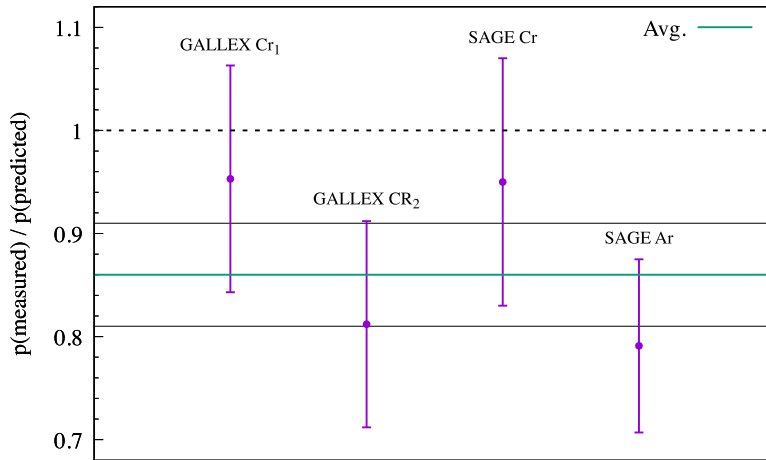 1.1
1
0.9
0.8
0.7
p(measured) / p(predicted)
GALLEX Cr₁
GALLEX CR₂
SAGE Cr
SAGE Ar
Avg.